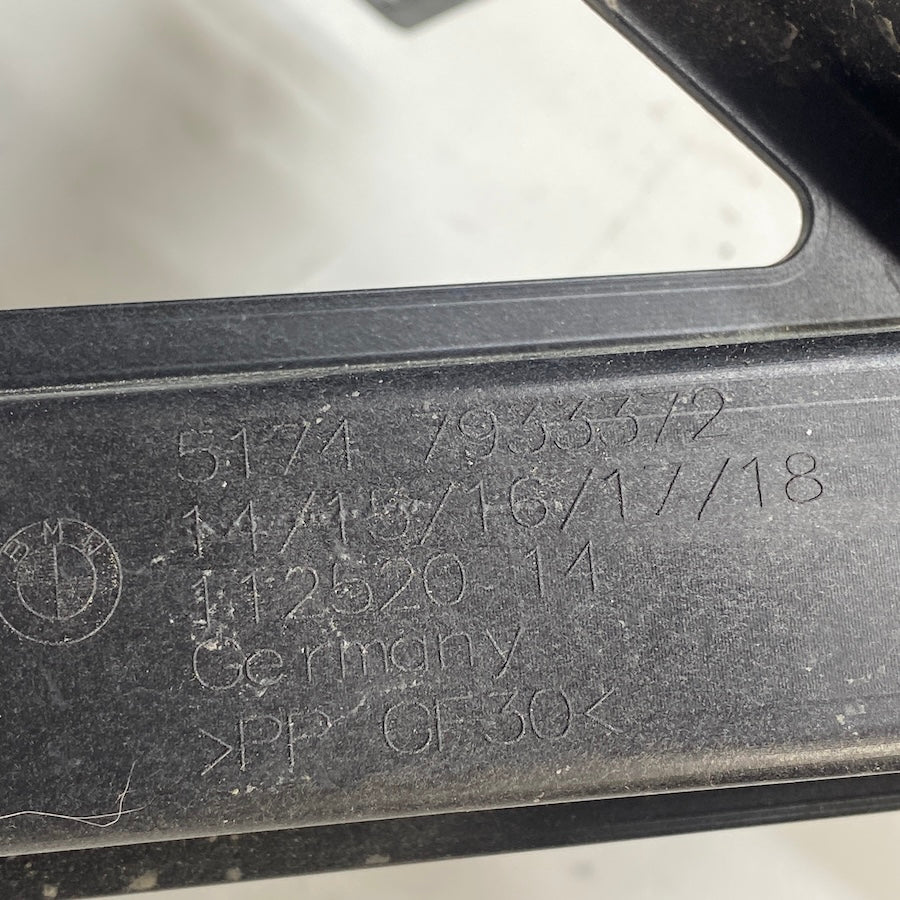 5174 7933372
14/15/16/17/18
BMW
112520-14
Germany
>PP GF30<